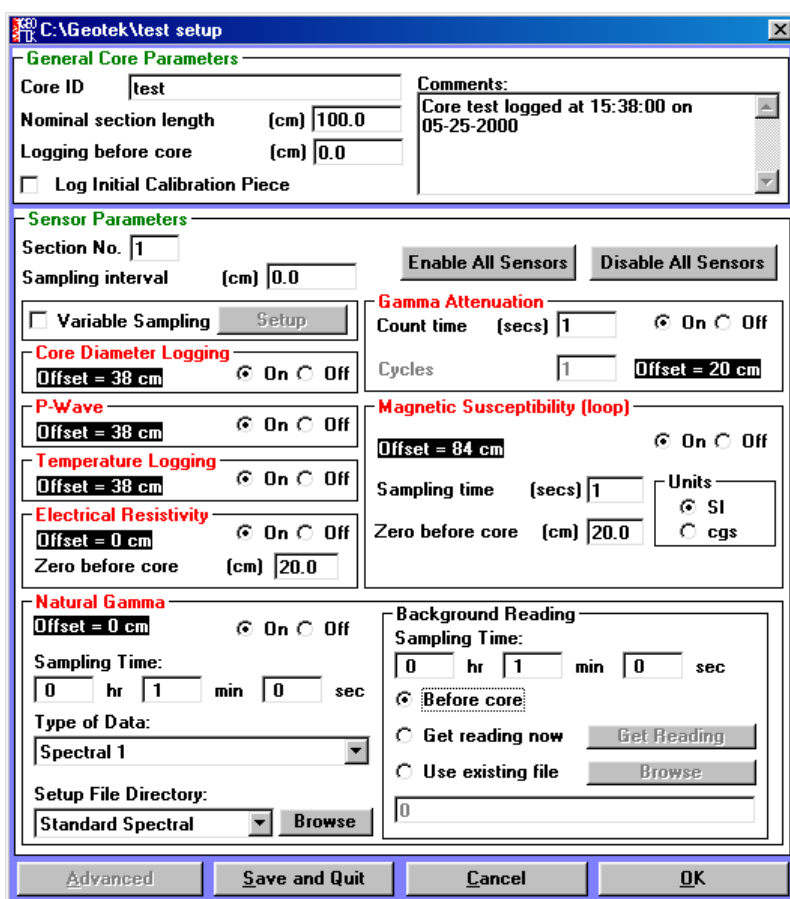 GEO TK C:\Geotek\test setup
General Core Parameters
Core ID test
Nominal section length (cm) 100.0
Logging before core (cm) 0.0
Log Initial Calibration Piece
Comments:
Core test logged at 15:38:00 on
05-25-2000
Sensor Parameters
Section No. 1
Sampling interval (cm) 0.0
Enable All Sensors Disable All Sensors
Variable Sampling Setup
Core Diameter Logging
Offset = 38 cm On Off
P-Wave
Offset = 38 cm On Off
Temperature Logging
Offset = 38 cm On Off
Electrical Resistivity
Offset = 0 cm On Off
Zero before core (cm) 20.0
Gamma Attenuation
Count time (secs) 1 On Off
Cycles 1 Offset = 20 cm
Magnetic Susceptibility (loop)
Offset = 84 cm On Off
Sampling time (secs) 1
Zero before core (cm) 20.0
Units
SI
cgs
Natural Gamma
Offset = 0 cm On Off
Sampling Time:
0 hr 1 min 0 sec
Type of Data:
Spectral 1
Setup File Directory:
Standard Spectral Browse
Background Reading
Sampling Time:
0 hr 1 min 0 sec
Before core
Get reading now Get Reading
Use existing file Browse
0
Advanced Save and Quit Cancel OK